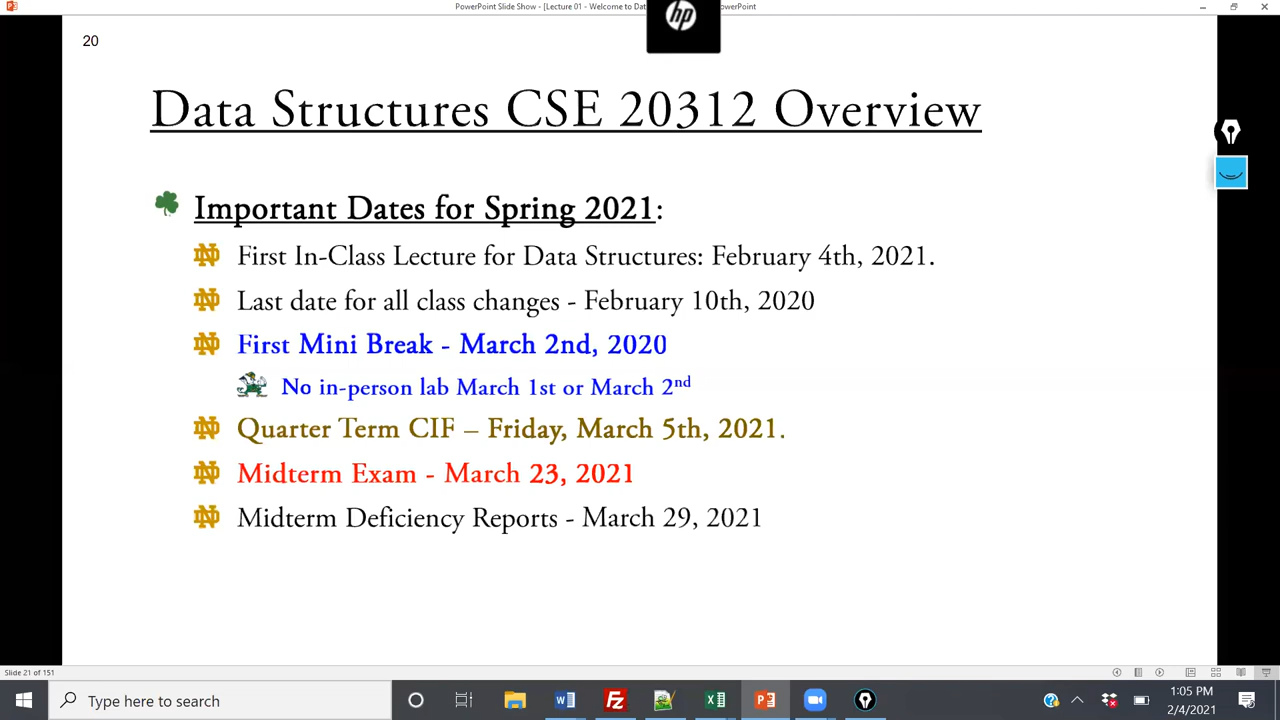 PowerPoint Slide Show - [Lecture 01 - Welcome to Dat
owerPoint
hp
20
Data Structures CSE 20312 Overview
Important Dates for Spring 2021:
First In-Class Lecture for Data Structures: February 4th, 2021.
Last date for all class changes - February 10th, 2020
First Mini Break - March 2nd, 2020
No in-person lab March 1st or March 2nd
Quarter Term CIF – Friday, March 5th, 2021.
Midterm Exam - March 23, 2021
Midterm Deficiency Reports - March 29, 2021
Slide 21 of 151
Type here to search
1:05 PM
2/4/2021